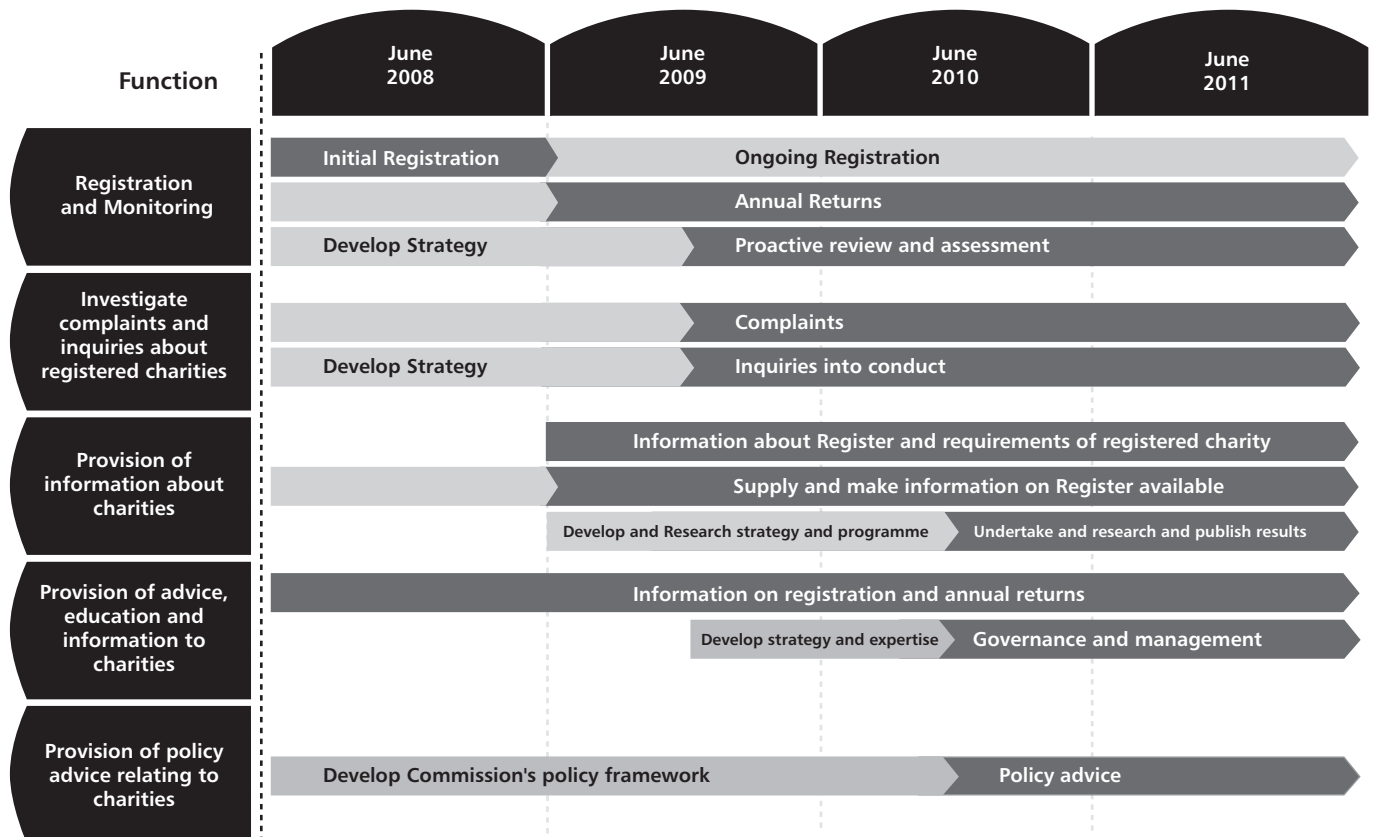 Function
June
2008
June
2009
June
2010
June
2011
Registration
and Monitoring
Initial Registration
Ongoing Registration
Annual Returns
Develop Strategy
Proactive review and assessment
Investigate
complaints and
inquiries about
registered charities
Complaints
Develop Strategy
Inquiries into conduct
Provision of
information about
charities
Information about Register and requirements of registered charity
Supply and make information on Register available
Develop and Research strategy and programme
Undertake and research and publish results
Provision of advice,
education and
information to
charities
Information on registration and annual returns
Develop strategy and expertise
Governance and management
Provision of policy
advice relating to
charities
Develop Commission's policy framework
Policy advice